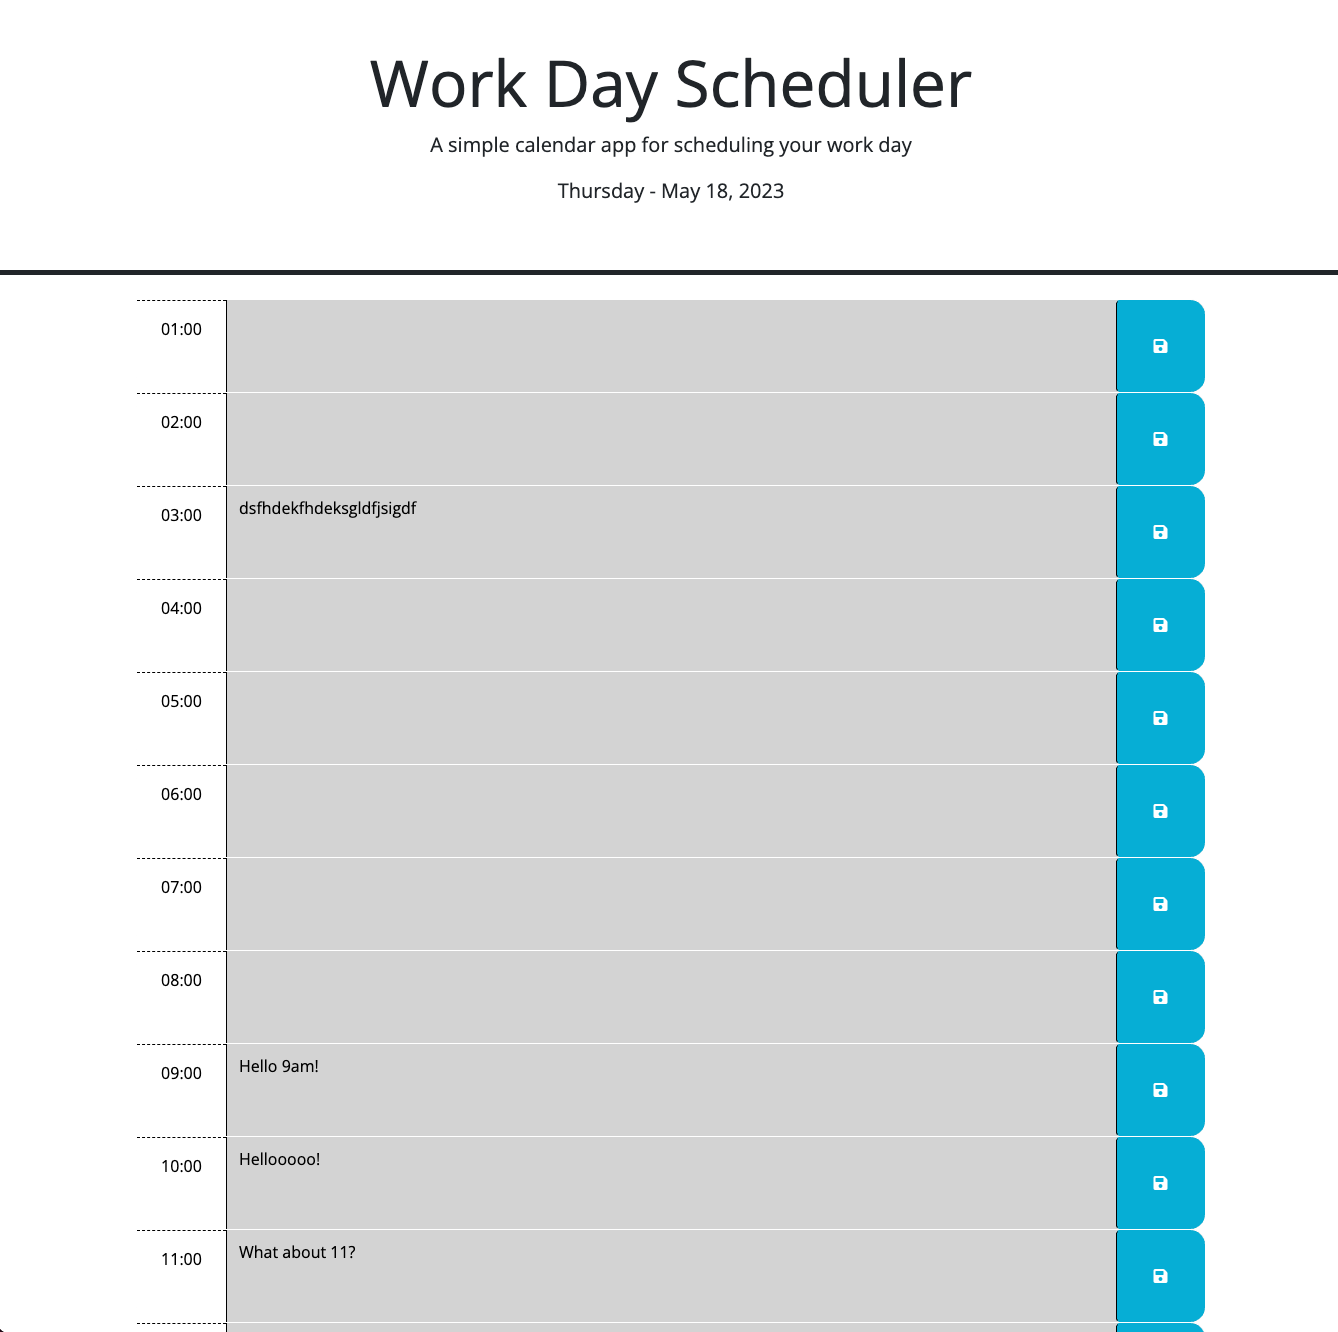 Work Day Scheduler
A simple calendar app for scheduling your work day
Thursday - May 18, 2023
01:00
02:00
03:00 dsfhdekfhdeksgldfjsigdf
04:00
05:00
06:00
07:00
08:00
09:00 Hello 9am!
10:00 Hellooooo!
11:00 What about 11?